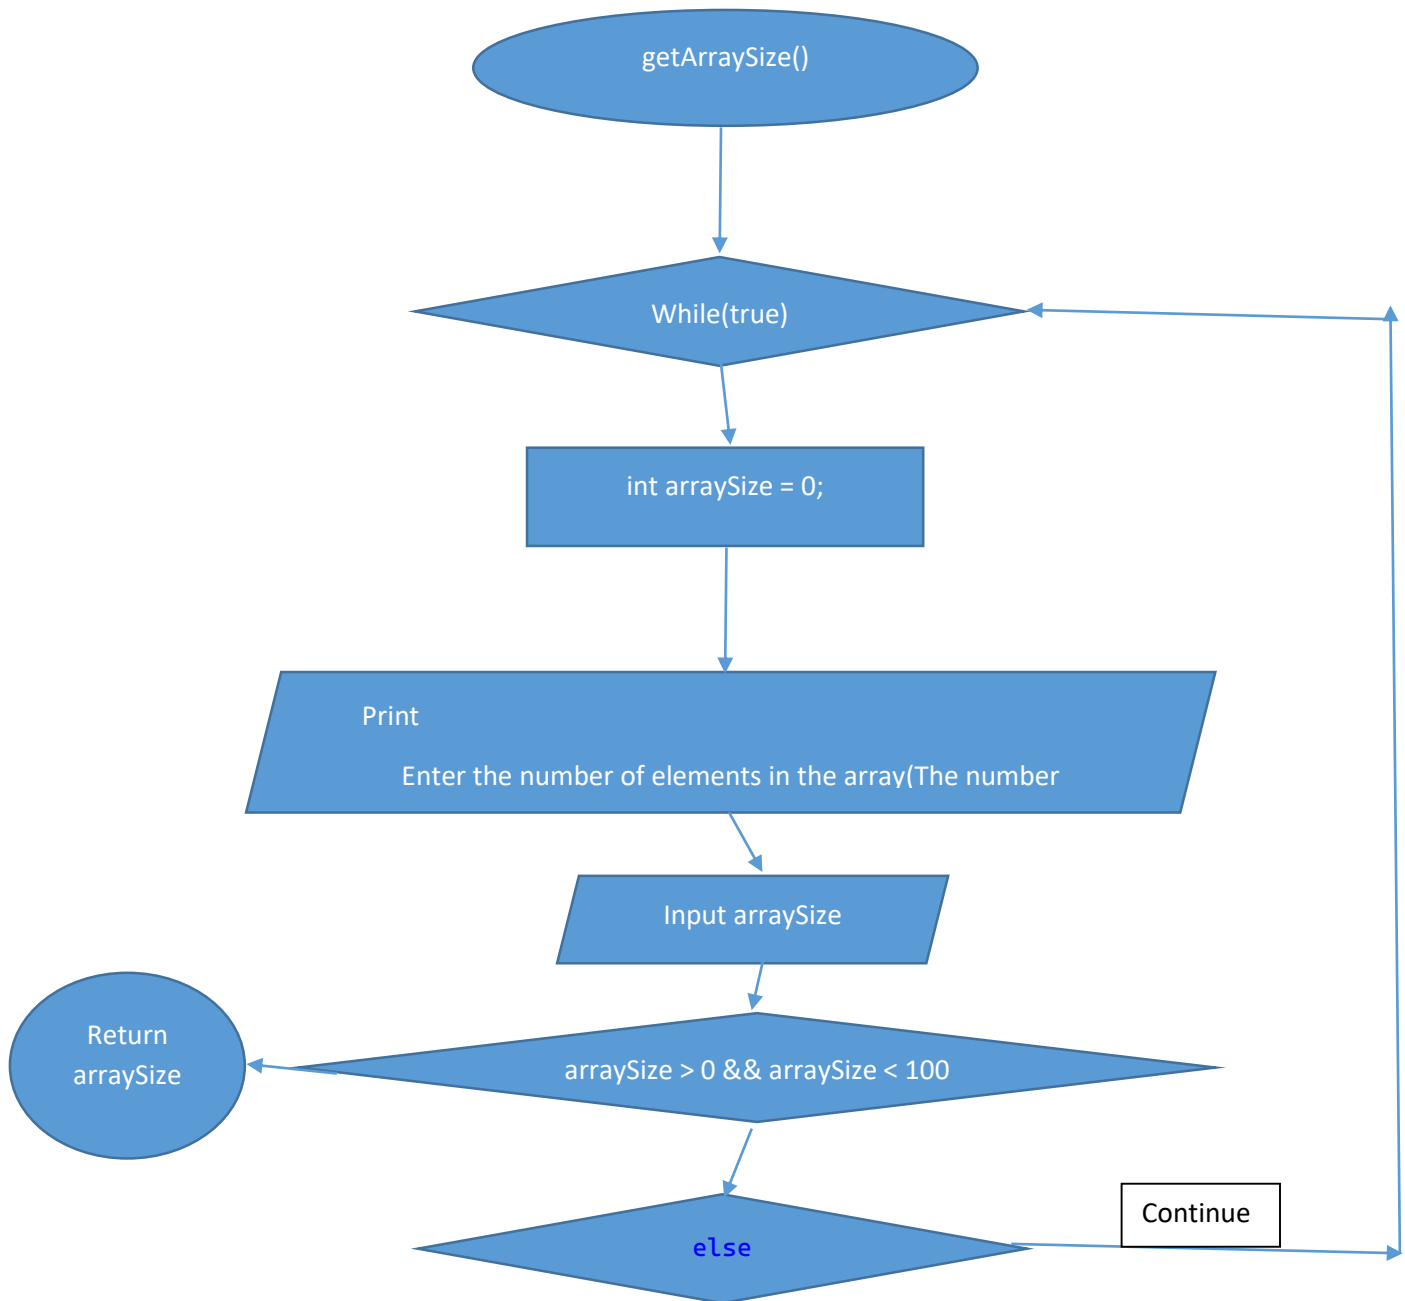 getArraySize()
While(true)
int arraySize = 0;
Print
Enter the number of elements in the array(The number
Input arraySize
Return
arraySize
arraySize > 0 && arraySize < 100
Continue
else